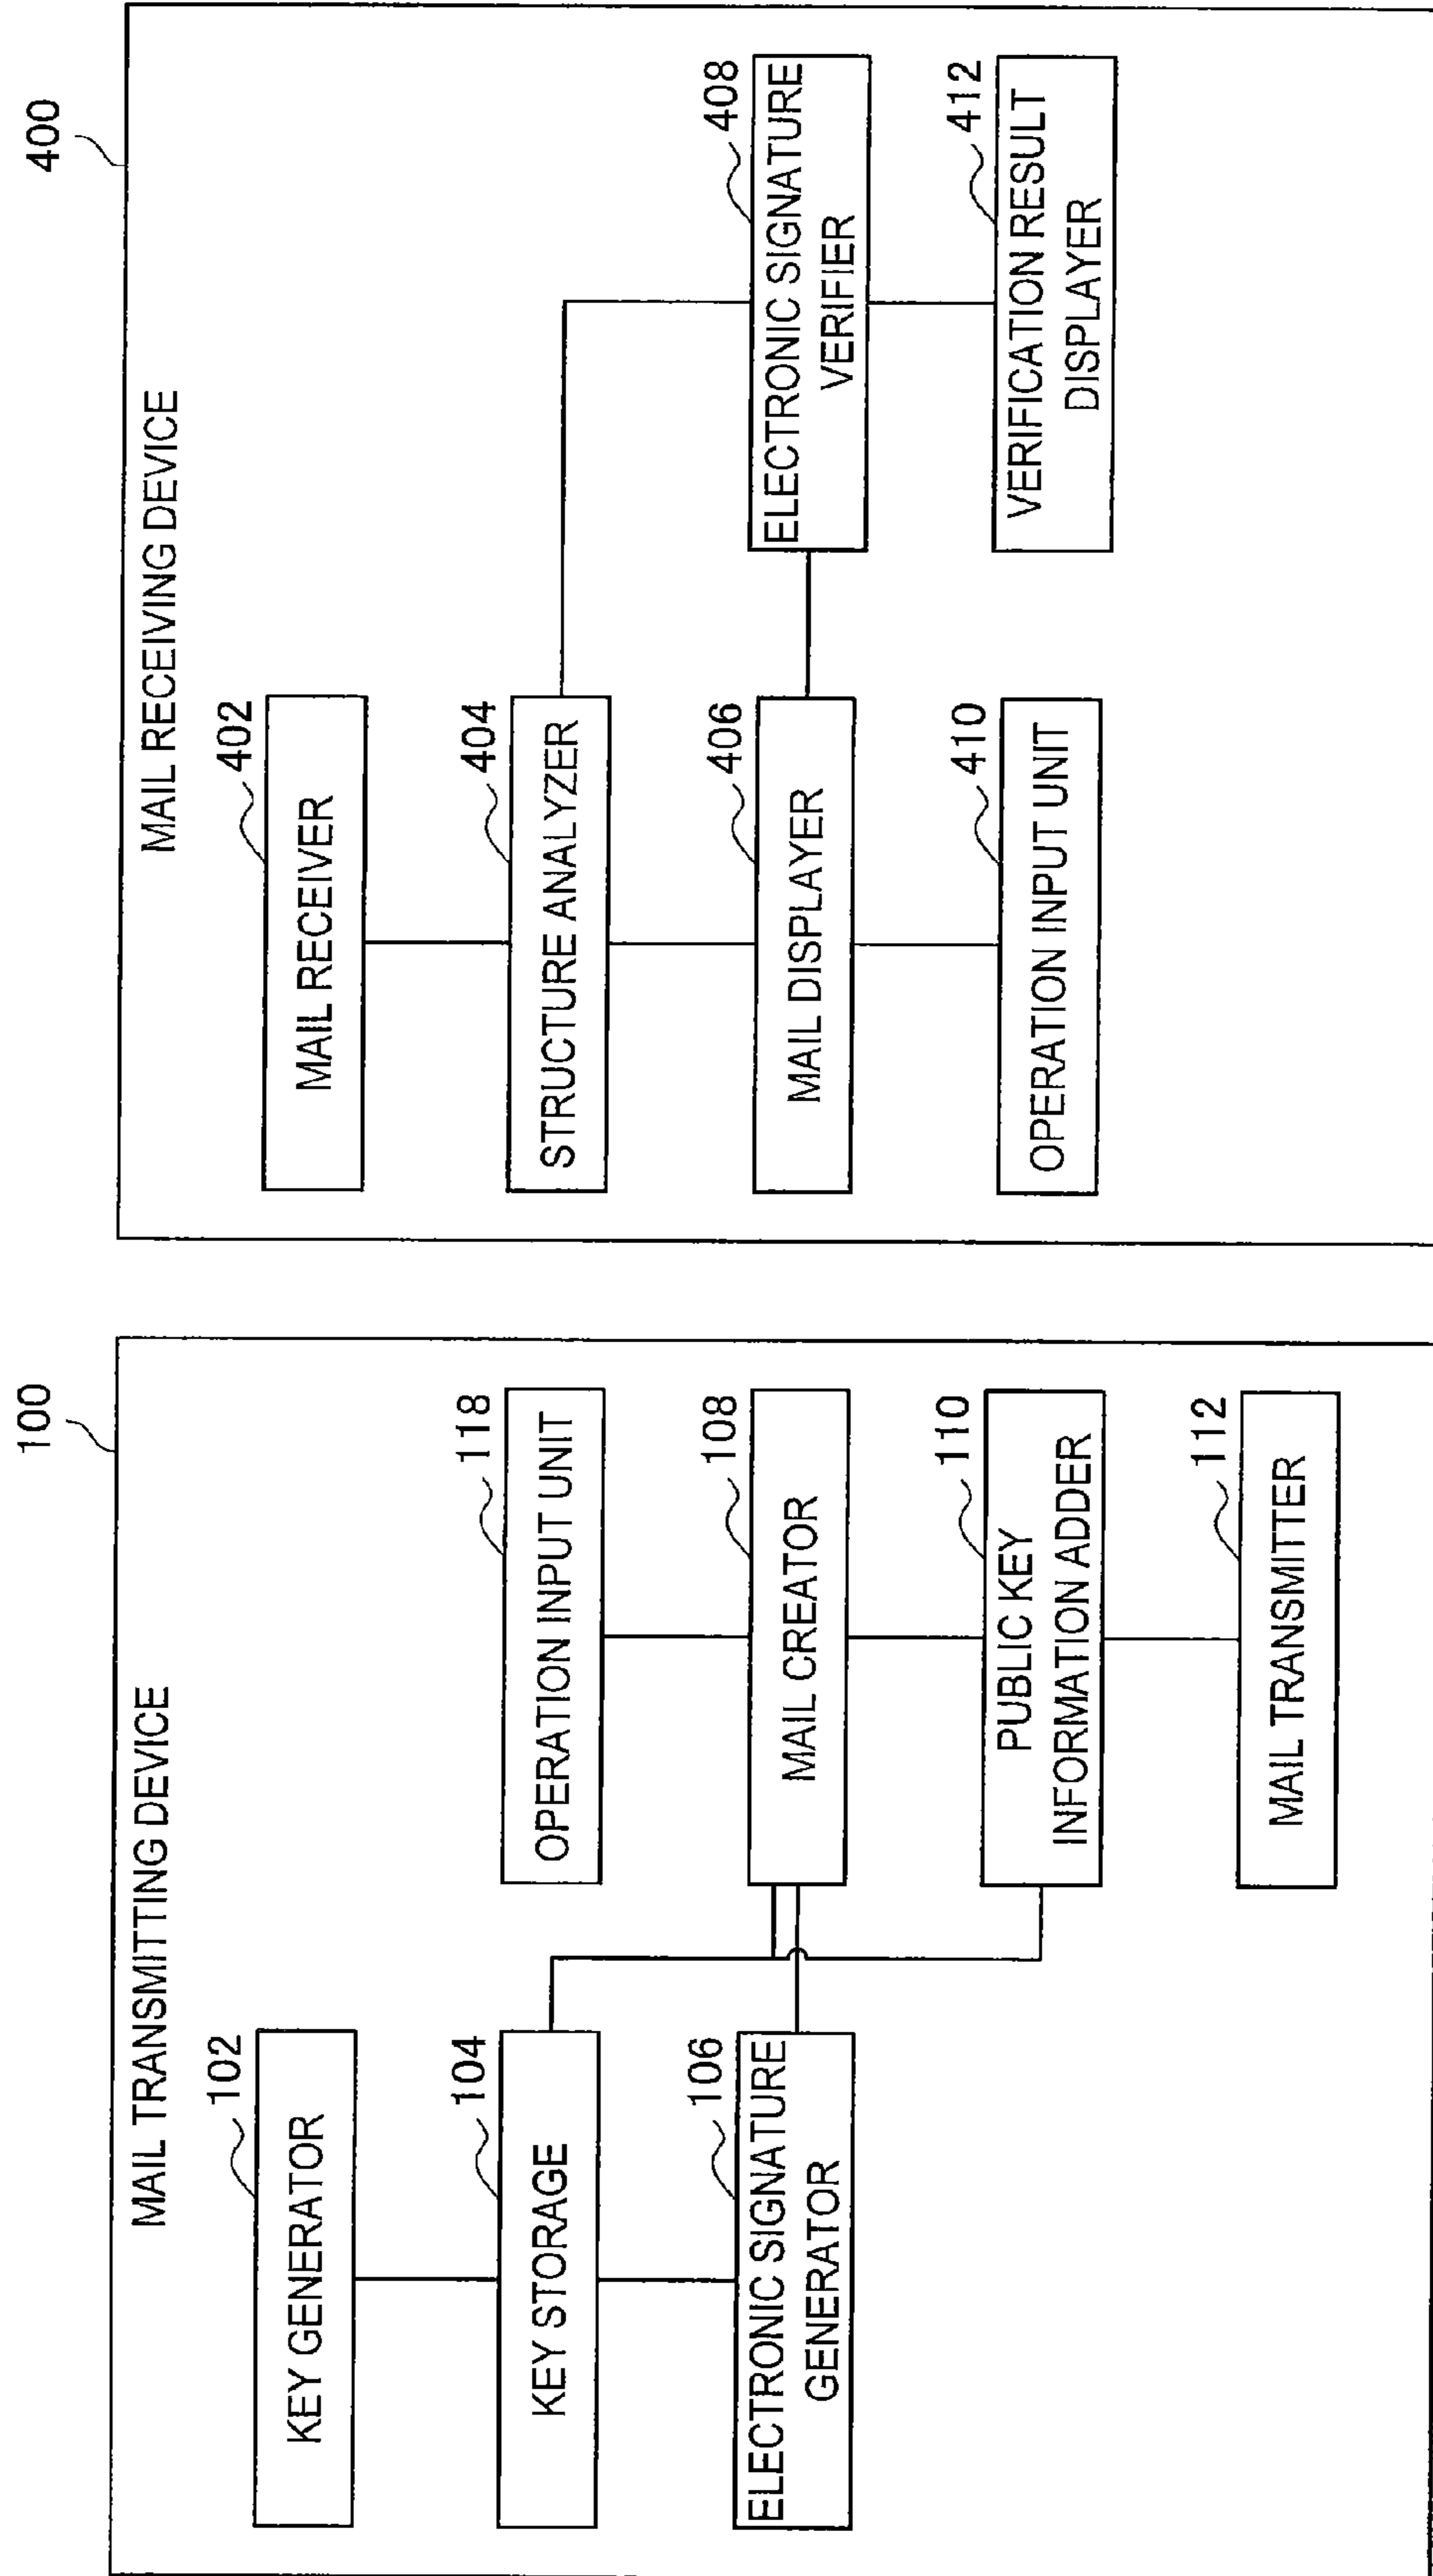 100
MAIL TRANSMITTING DEVICE
102
KEY GENERATOR
104
KEY STORAGE
106
ELECTRONIC SIGNATURE
GENERATOR
118
OPERATION INPUT UNIT
108
MAIL CREATOR
110
PUBLIC KEY
INFORMATION ADDER
112
MAIL TRANSMITTER
400
MAIL RECEIVING DEVICE
402
MAIL RECEIVER
404
STRUCTURE ANALYZER
406
MAIL DISPLAYER
410
OPERATION INPUT UNIT
408
ELECTRONIC SIGNATURE
VERIFIER
412
VERIFICATION RESULT
DISPLAYER